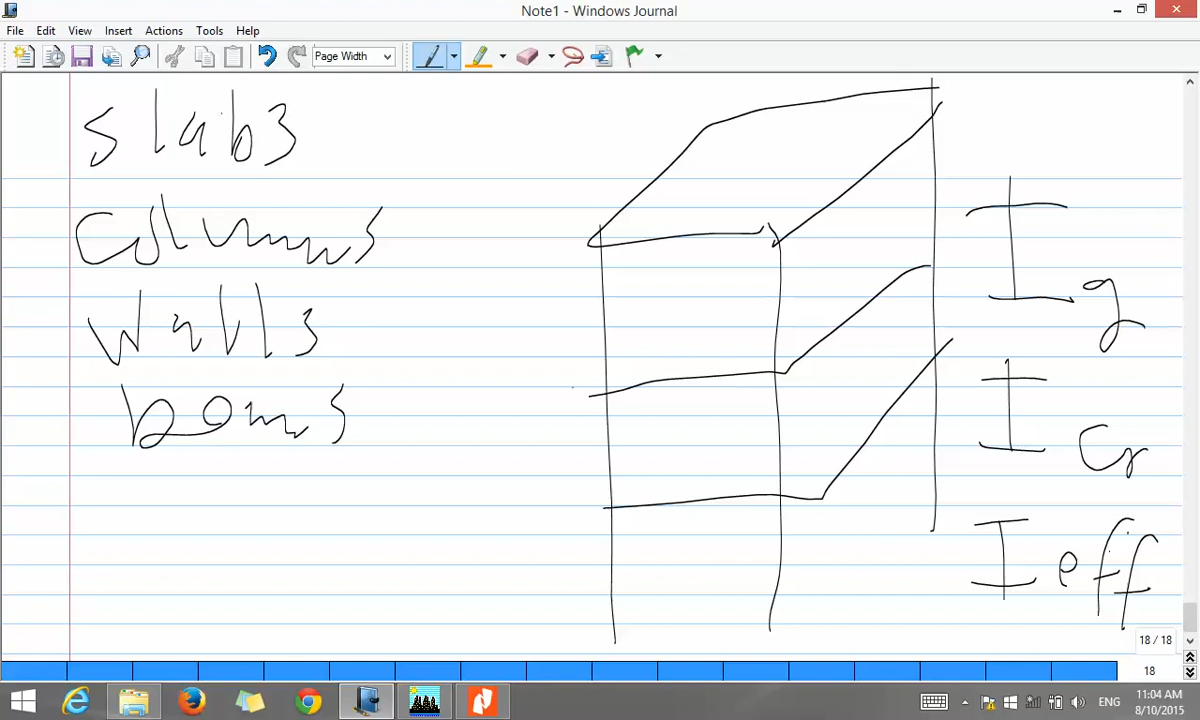 Note1 - Windows Journal
File Edit View Insert Actions Tools Help
Page Width
slabs
Columns
Walls
bems
Ig
Icr
Ieff
18 / 18
18
ENG
11:04 AM
8/10/2015